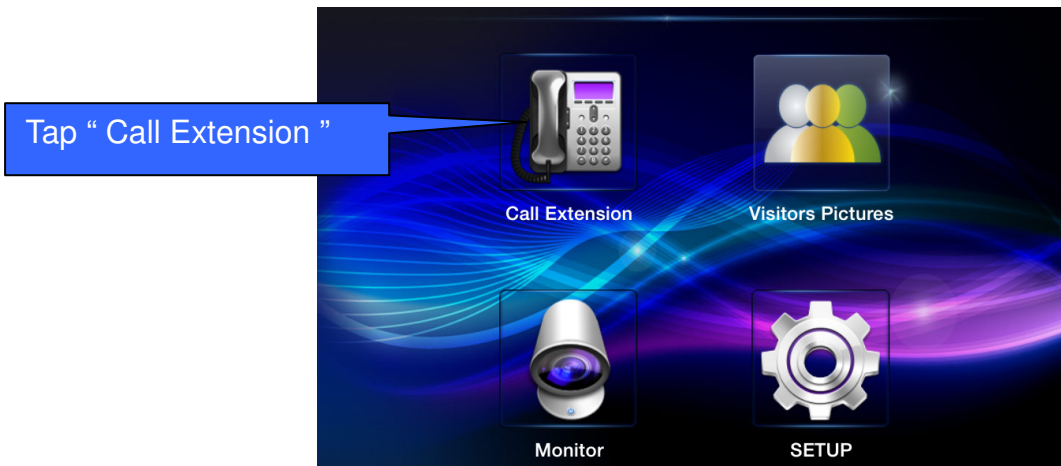 Tap “ Call Extension ”
Call Extension
Visitors Pictures
Monitor
SETUP